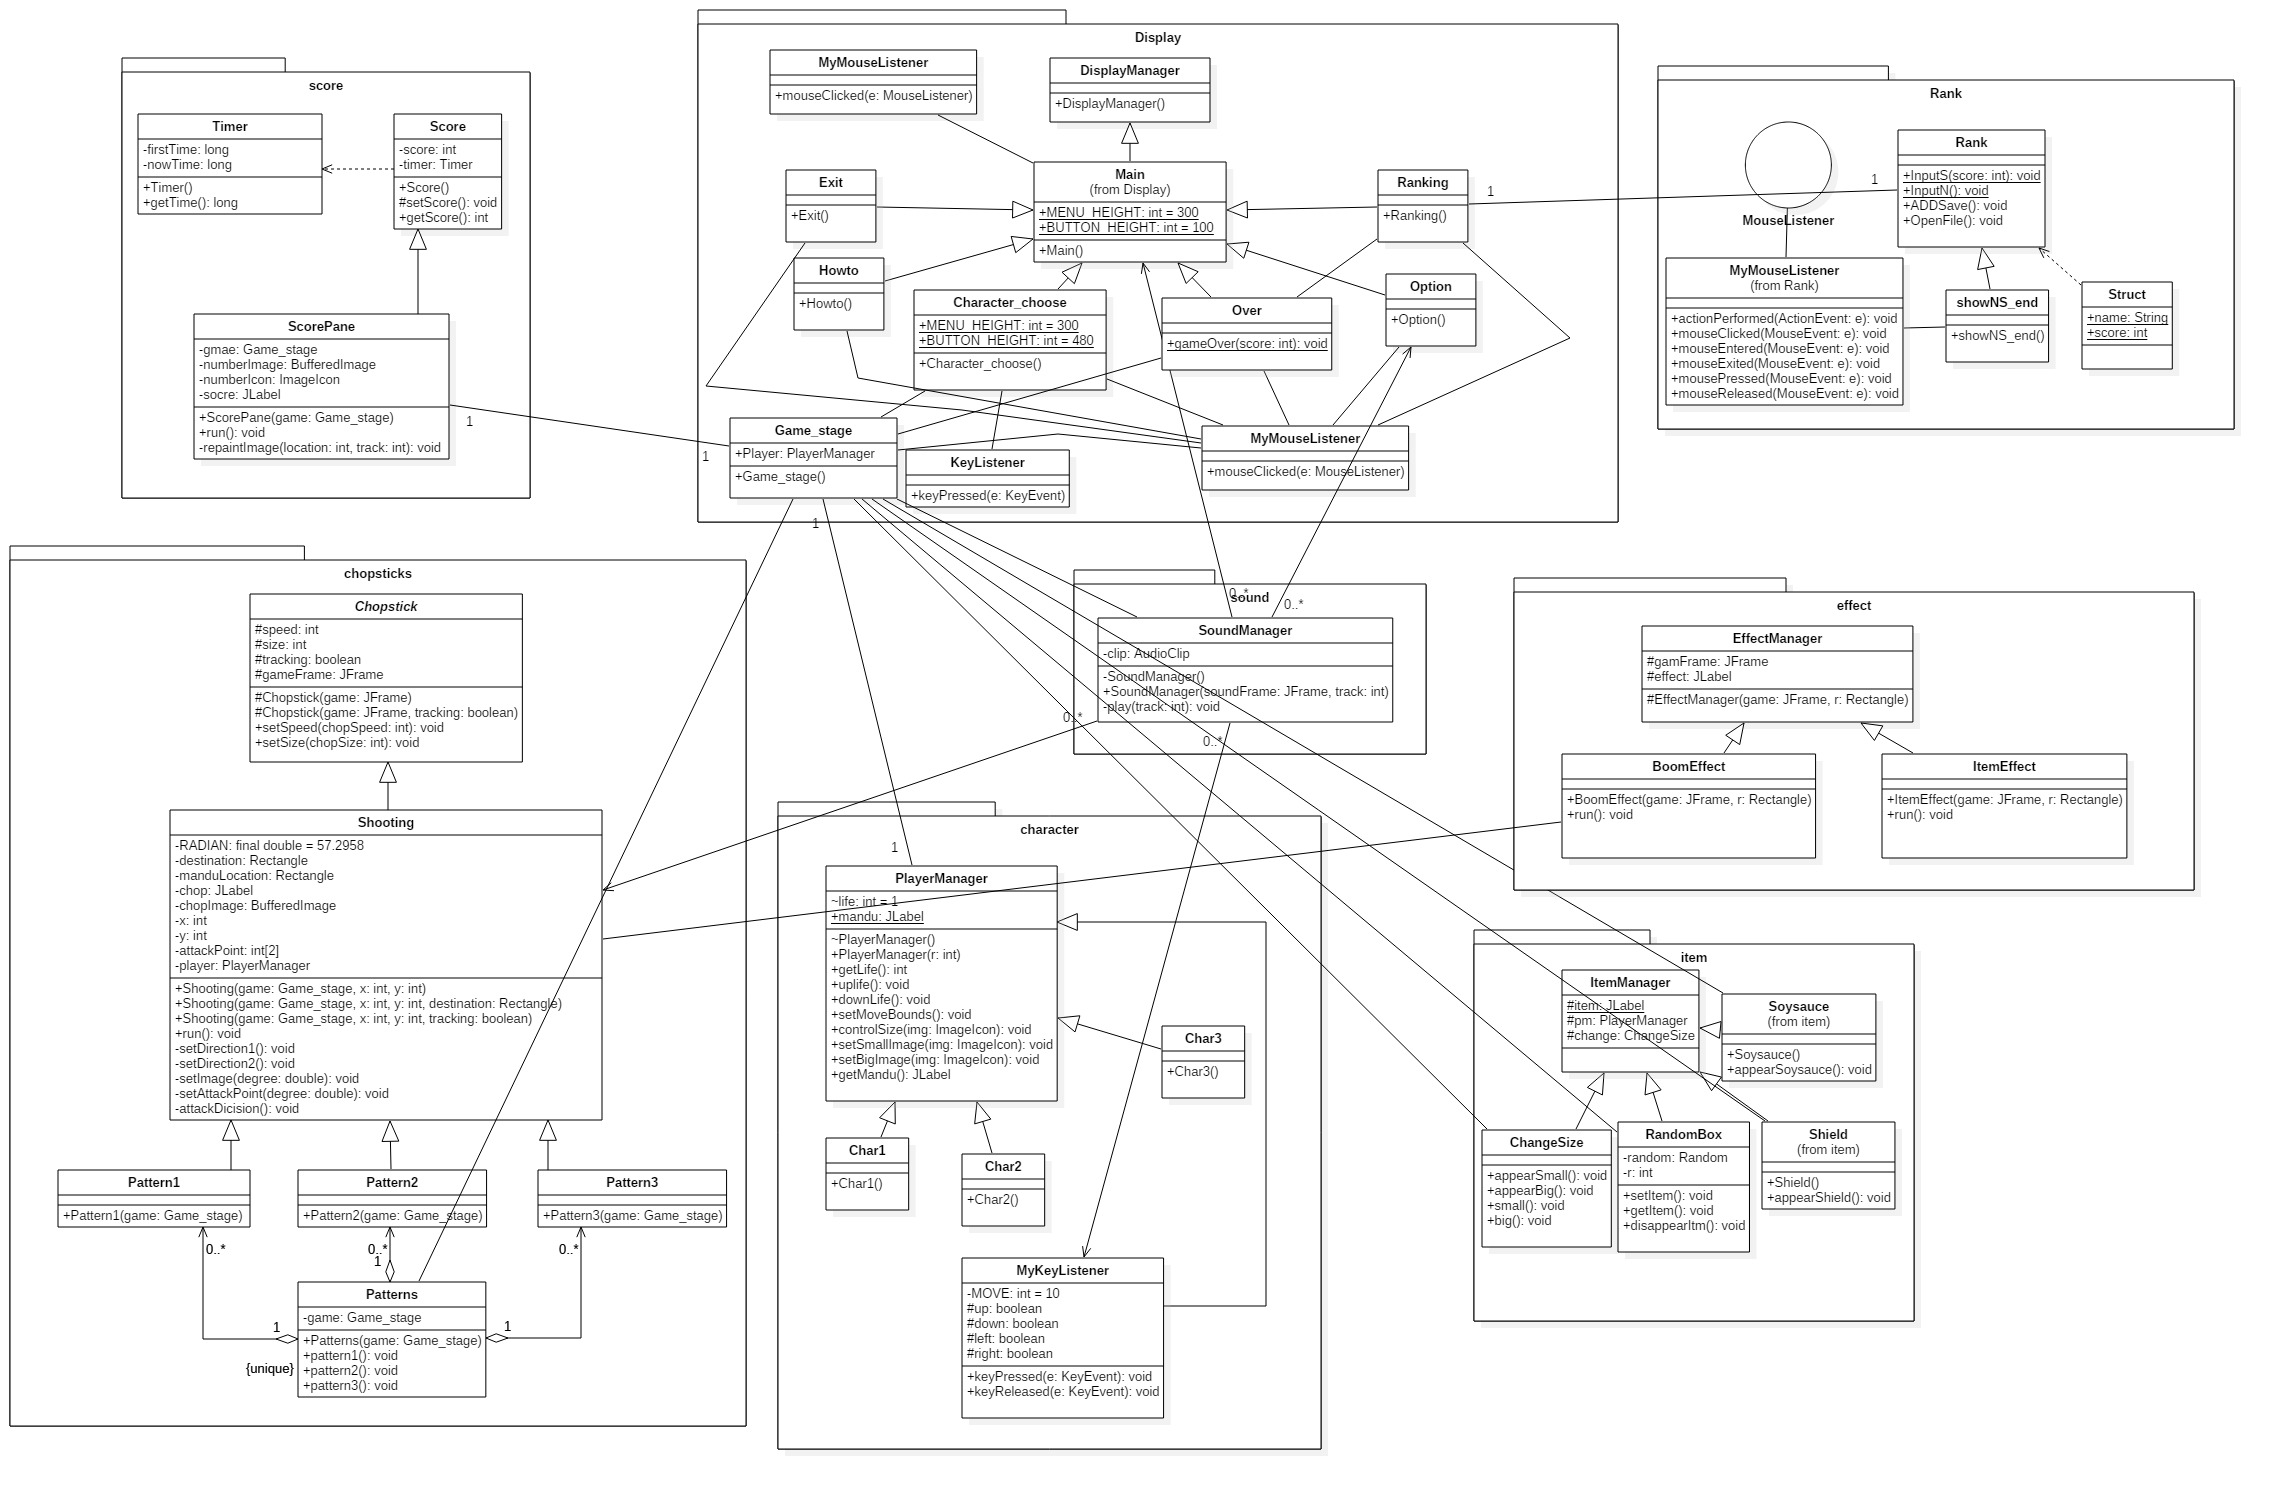 score
Timer
-firstTime: long
-nowTime: long
+Timer()
+getTime(): long
Score
-score: int
-timer: Timer
+Score()
#setScore(): void
+getScore(): int
ScorePane
-gmae: Game_stage
-numberImage: BufferedImage
-numberIcon: ImageIcon
-socre: JLabel
+ScorePane(game: Game_stage)
+run(): void
-repaintImage(location: int, track: int): void
1
1
Display
MyMouseListener
+mouseClicked(e: MouseListener)
DisplayManager
+DisplayManager()
Exit
+Exit()
Main
(from Display)
+MENU_HEIGHT: int = 300
+BUTTON_HEIGHT: int = 100
+Main()
Ranking
+Ranking()
1
1
Howto
+Howto()
Character_choose
+MENU_HEIGHT: int = 300
+BUTTON_HEIGHT: int = 480
+Character_choose()
Over
+gameOver(score: int): void
Option
+Option()
Game_stage
+Player: PlayerManager
+Game_stage()
KeyListener
+keyPressed(e: KeyEvent)
MyMouseListener
+mouseClicked(e: MouseListener)
1
Rank
MouseListener
Rank
+InputS(score: int): void
+InputN(): void
+ADDSave(): void
+OpenFile(): void
MyMouseListener
(from Rank)
+actionPerformed(ActionEvent: e): void
+mouseClicked(MouseEvent: e): void
+mouseEntered(MouseEvent: e): void
+mouseExited(MouseEvent: e): void
+mousePressed(MouseEvent: e): void
+mouseReleased(MouseEvent: e): void
showNS_end
+showNS_end()
Struct
+name: String
+score: int
chopsticks
Chopstick
#speed: int
#size: int
#tracking: boolean
#gameFrame: JFrame
#Chopstick(game: JFrame)
#Chopstick(game: JFrame, tracking: boolean)
+setSpeed(chopSpeed: int): void
+setSize(chopSize: int): void
Shooting
-RADIAN: final double = 57.2958
-destination: Rectangle
-manduLocation: Rectangle
-chop: JLabel
-chopImage: BufferedImage
-x: int
-y: int
-attackPoint: int[2]
-player: PlayerManager
+Shooting(game: Game_stage, x: int, y: int)
+Shooting(game: Game_stage, x: int, y: int, destination: Rectangle)
+Shooting(game: Game_stage, x: int, y: int, tracking: boolean)
+run(): void
-setDirection1(): void
-setDirection2(): void
-setImage(degree: double): void
-setAttackPoint(degree: double): void
-attackDicision(): void
Pattern1
+Pattern1(game: Game_stage)
Pattern2
+Pattern2(game: Game_stage)
Pattern3
+Pattern3(game: Game_stage)
0..*
0..*
0..*
1
1
1
{unique}
Patterns
-game: Game_stage
+Patterns(game: Game_stage)
+pattern1(): void
+pattern2(): void
+pattern3(): void
sound
0..*
0..*
SoundManager
-clip: AudioClip
-SoundManager()
+SoundManager(soundFrame: JFrame, track: int)
-play(track: int): void
0..*
0..*
character
1
PlayerManager
~life: int = 1
+mandu: JLabel
~PlayerManager()
+PlayerManager(r: int)
+getLife(): int
+uplife(): void
+downLife(): void
+setMoveBounds(): void
+controlSize(img: ImageIcon): void
+setSmallImage(img: ImageIcon): void
+setBigImage(img: ImageIcon): void
+getMandu(): JLabel
Char3
+Char3()
Char1
+Char1()
Char2
+Char2()
MyKeyListener
-MOVE: int = 10
#up: boolean
#down: boolean
#left: boolean
#right: boolean
+keyPressed(e: KeyEvent): void
+keyReleased(e: KeyEvent): void
effect
EffectManager
#gamFrame: JFrame
#effect: JLabel
#EffectManager(game: JFrame, r: Rectangle)
BoomEffect
+BoomEffect(game: JFrame, r: Rectangle)
+run(): void
ItemEffect
+ItemEffect(game: JFrame, r: Rectangle)
+run(): void
item
ItemManager
#item: JLabel
#pm: PlayerManager
#change: ChangeSize
Soysauce
(from item)
+Soysauce()
+appearSoysauce(): void
ChangeSize
+appearSmall(): void
+appearBig(): void
+small(): void
+big(): void
RandomBox
-random: Random
-r: int
+setItem(): void
+getItem(): void
+disappearItm(): void
Shield
(from item)
+Shield()
+appearShield(): void